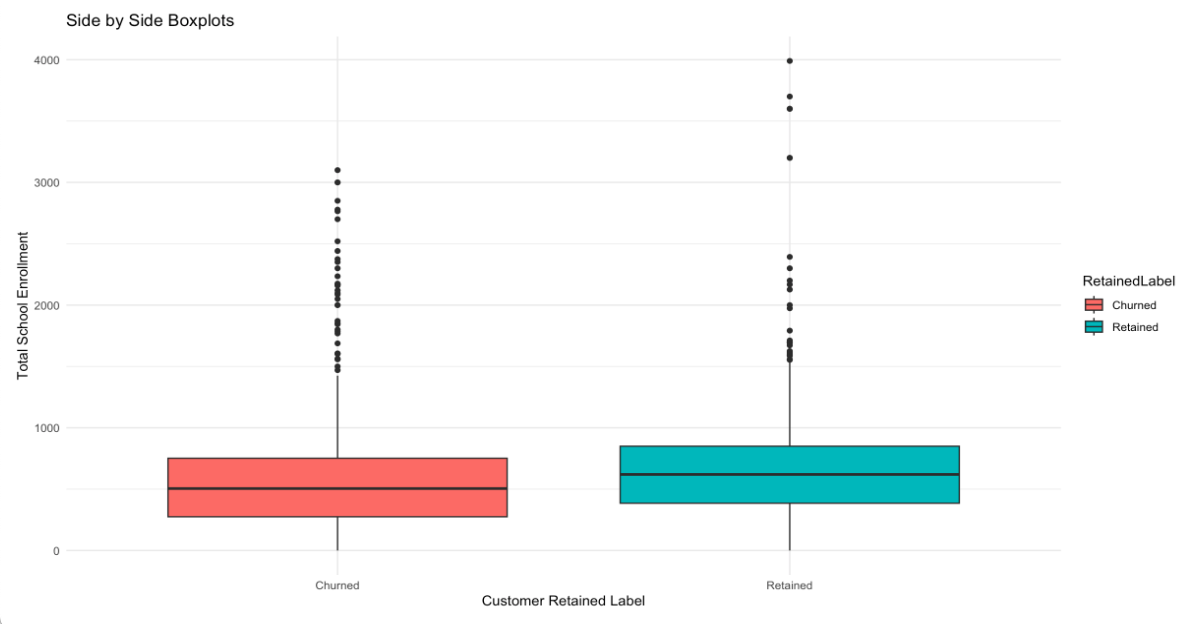 Side by Side Boxplots
Total School Enrollment
4000
3000
2000
1000
0
Churned
Retained
Customer Retained Label
RetainedLabel
Churned
Retained